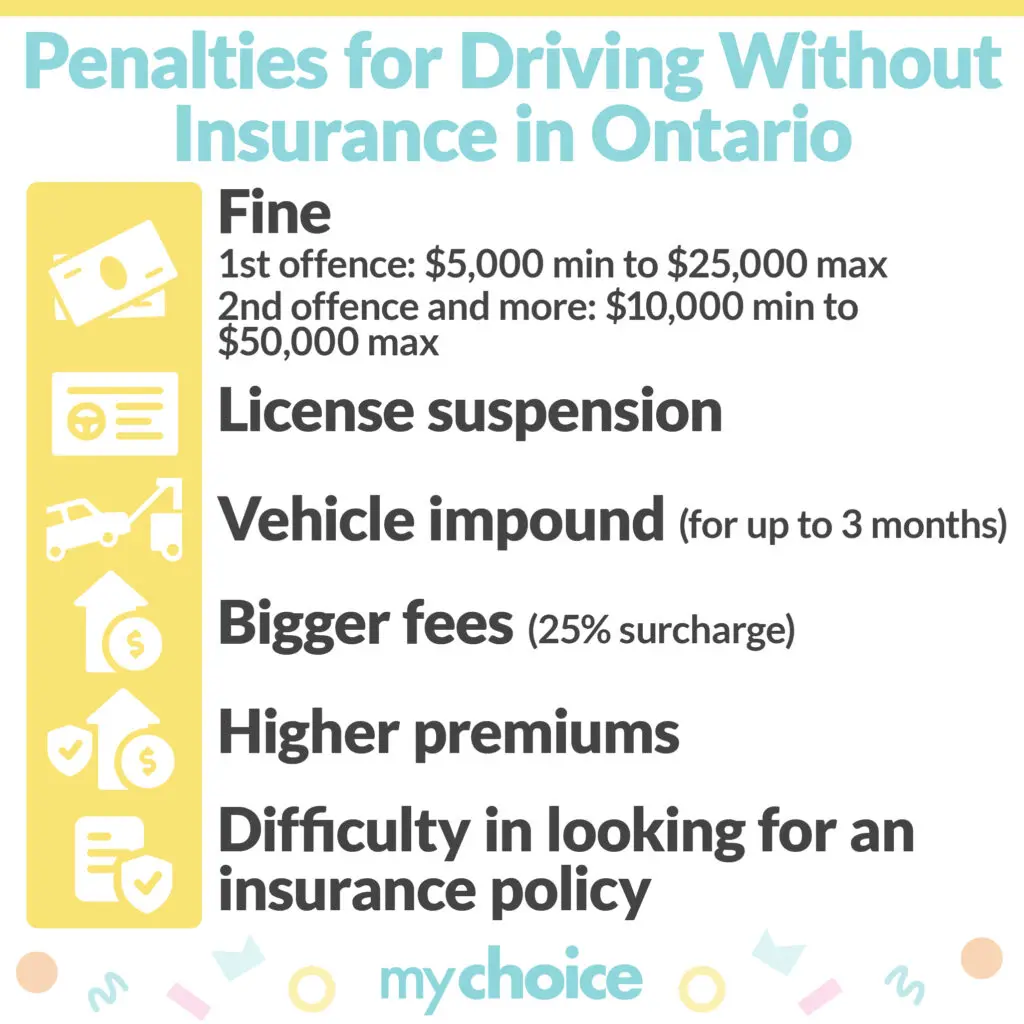 Penalties for Driving Without
Insurance in Ontario
Fine
1st offence: $5,000 min to $25,000 max
2nd offence and more: $10,000 min to
$50,000 max
License suspension
Vehicle impound (for up to 3 months)
Bigger fees (25% surcharge)
Higher premiums
Difficulty in looking for an
insurance policy
mychoice